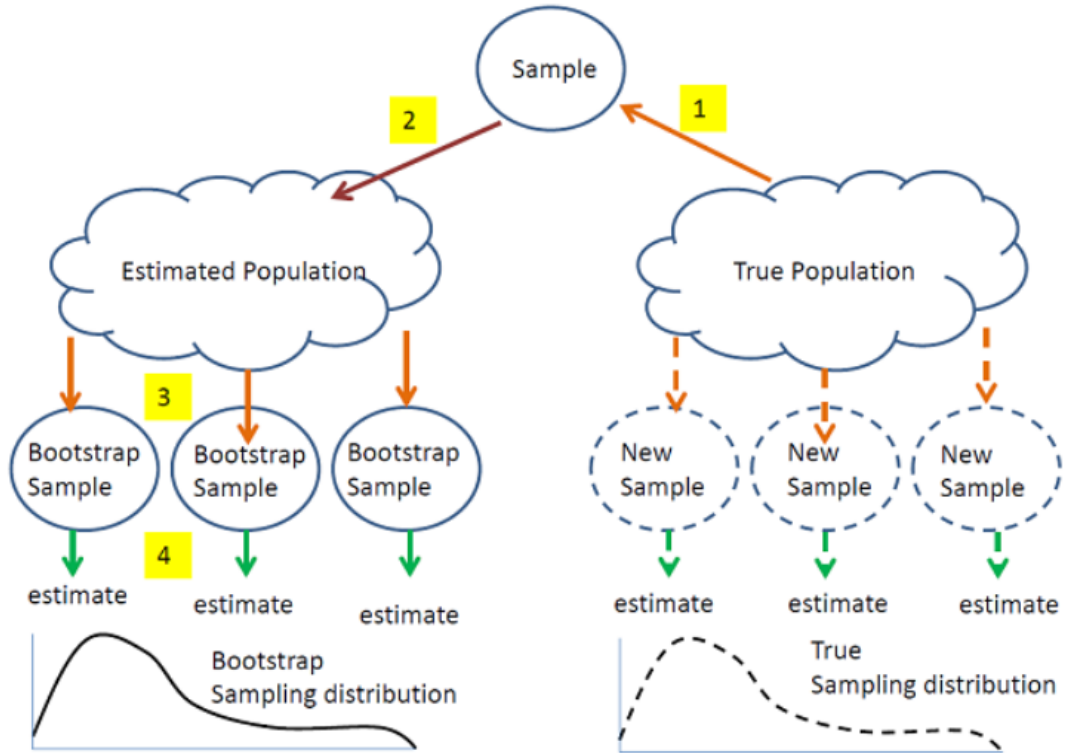 Sample
1
2
Estimated Population
True Population
3
Bootstrap
Sample
Bootstrap
Sample
Bootstrap
Sample
New
Sample
New
Sample
New
Sample
4
estimate
estimate
estimate
estimate
estimate
estimate
Bootstrap
Sampling distribution
True
Sampling distribution